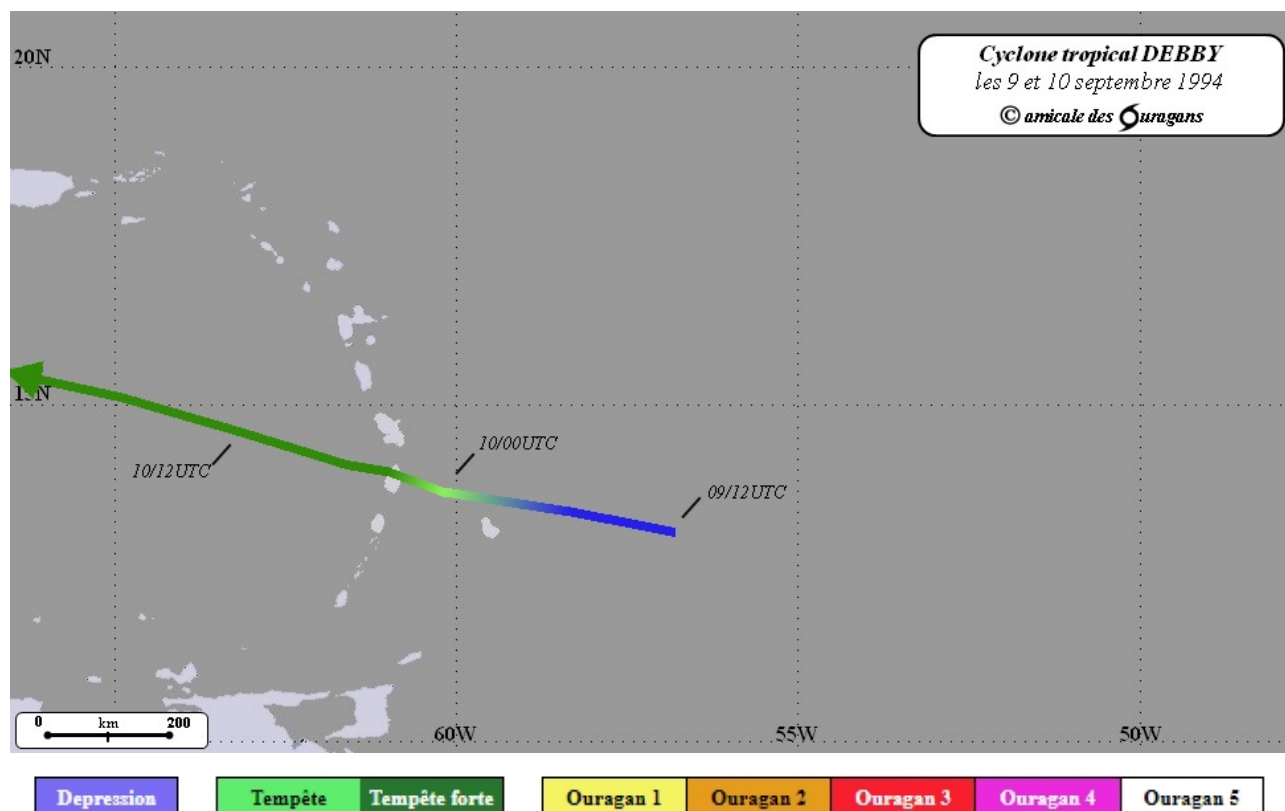 20N
Cyclone tropical DEBBY
les 9 et 10 septembre 1994
© amicale des Ouragans
15N
10/00UTC
10/12UTC
09/12UTC
0 km 200
60W
55W
50W
Depression
Tempête
Tempête forte
Ouragan 1
Ouragan 2
Ouragan 3
Ouragan 4
Ouragan 5